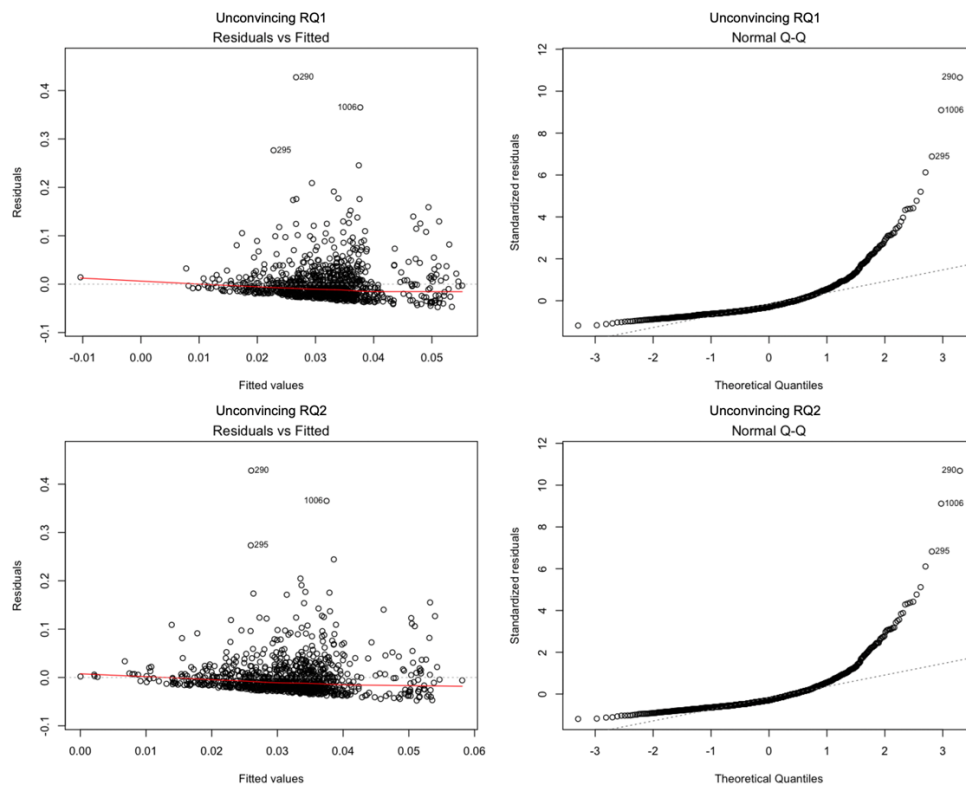 Unconvincing RQ1
Residuals vs Fitted
Residuals
0.4
0.3
0.2
0.1
0.0
-0.1
290
1006
295
-0.01 0.00 0.01 0.02 0.03 0.04 0.05
Fitted values
Unconvincing RQ1
Normal Q-Q
Standardized residuals
12
10
8
6
4
2
0
290
1006
295
-3 -2 -1 0 1 2 3
Theoretical Quantiles
Unconvincing RQ2
Residuals vs Fitted
Residuals
0.4
0.3
0.2
0.1
0.0
-0.1
290
1006
295
0.00 0.01 0.02 0.03 0.04 0.05 0.06
Fitted values
Unconvincing RQ2
Normal Q-Q
Standardized residuals
12
10
8
6
4
2
0
290
1006
295
-3 -2 -1 0 1 2 3
Theoretical Quantiles